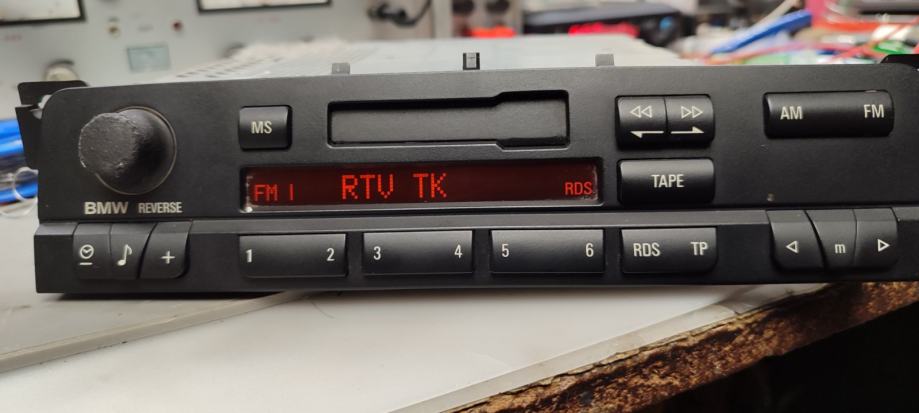 MS
AM FM
TAPE
FM I RTV TK RDS
BMW REVERSE
1 2 3 4 5 6 RDS TP m